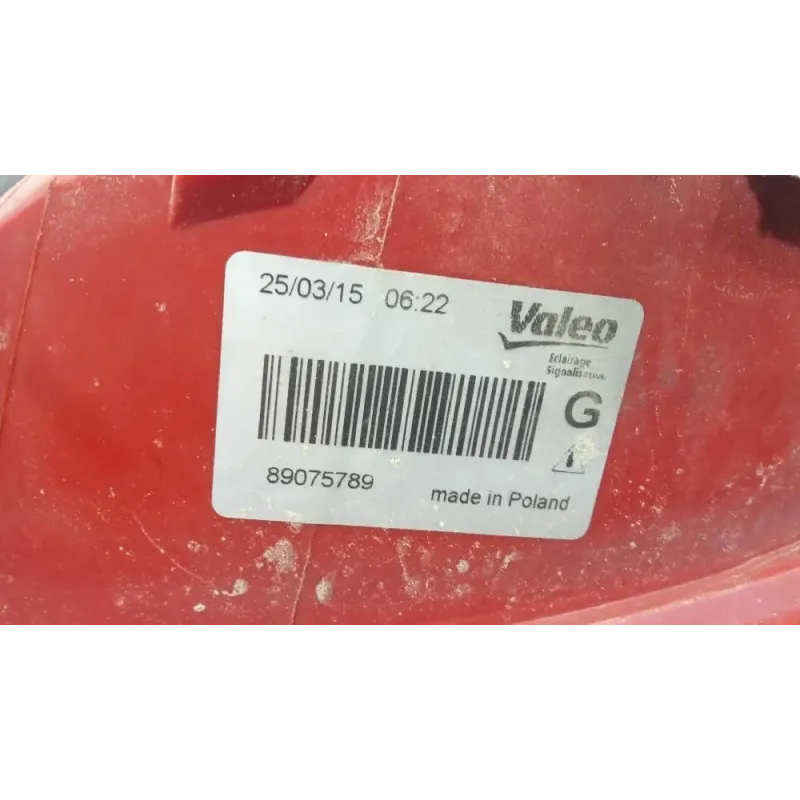 25/03/15 06:22
Valeo
Eclairage
Signalisation
G
89075789
made in Poland